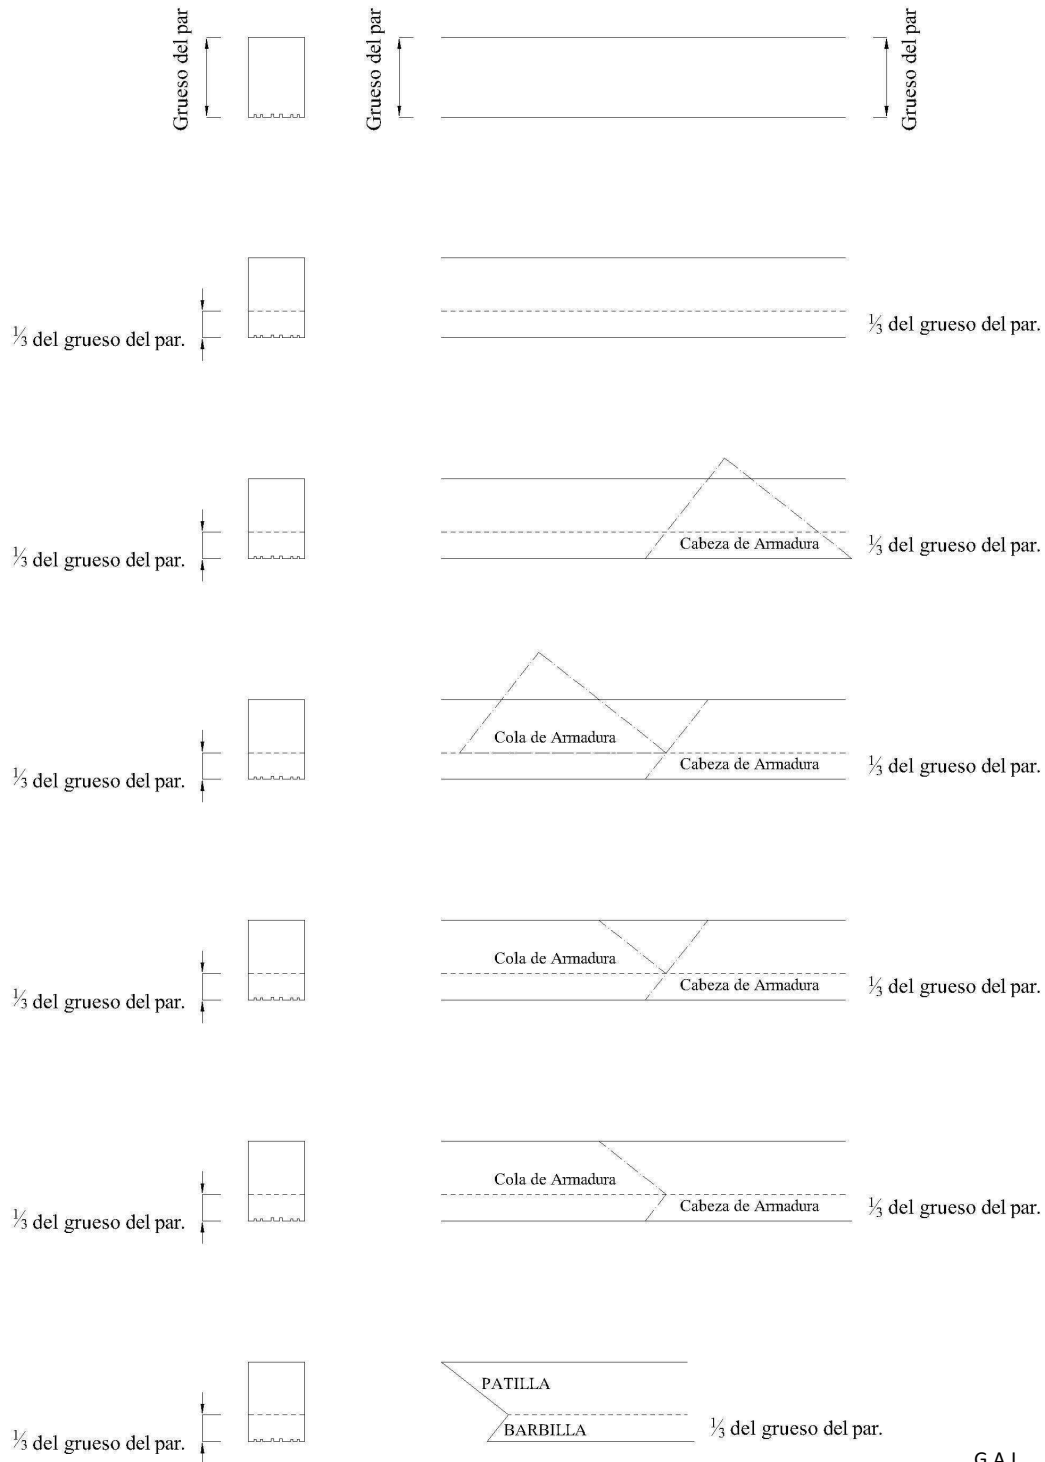 Grueso del par
Grueso del par
Grueso del par
⅓ del grueso del par.
⅓ del grueso del par.
Cabeza de Armadura
⅓ del grueso del par.
⅓ del grueso del par.
Cola de Armadura
Cabeza de Armadura
⅓ del grueso del par.
⅓ del grueso del par.
Cola de Armadura
Cabeza de Armadura
⅓ del grueso del par.
⅓ del grueso del par.
Cola de Armadura
Cabeza de Armadura
⅓ del grueso del par.
⅓ del grueso del par.
PATILLA
BARBILLA
⅓ del grueso del par.
⅓ del grueso del par.